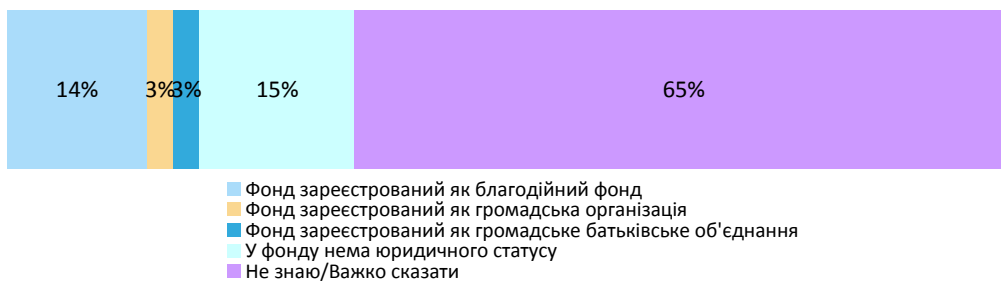 14% 3% 3% 15% 65%
Фонд зареєстрований як благодійний фонд
Фонд зареєстрований як громадська організація
Фонд зареєстрований як громадське батьківське об'єднання
У фонду нема юридичного статусу
Не знаю/Важко сказати